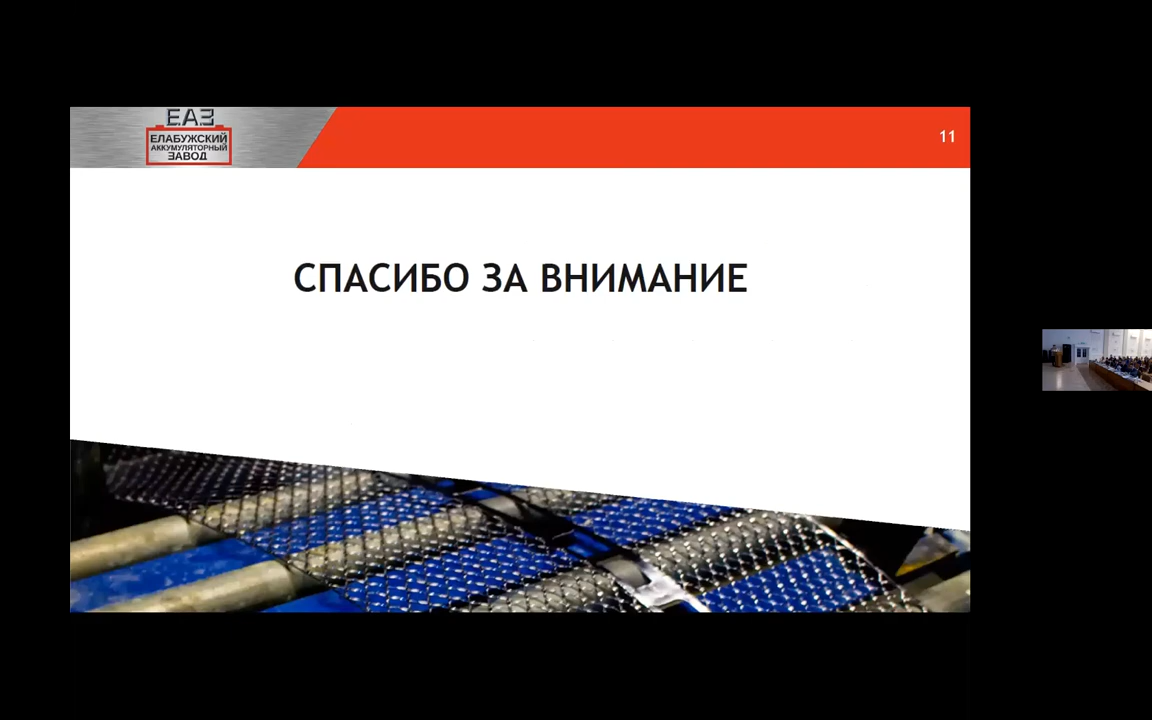 ЕАЗ
ЕЛАБУЖСКИЙ
АККУМУЛЯТОРНЫЙ
ЗАВОД
11
СПАСИБО ЗА ВНИМАНИЕ